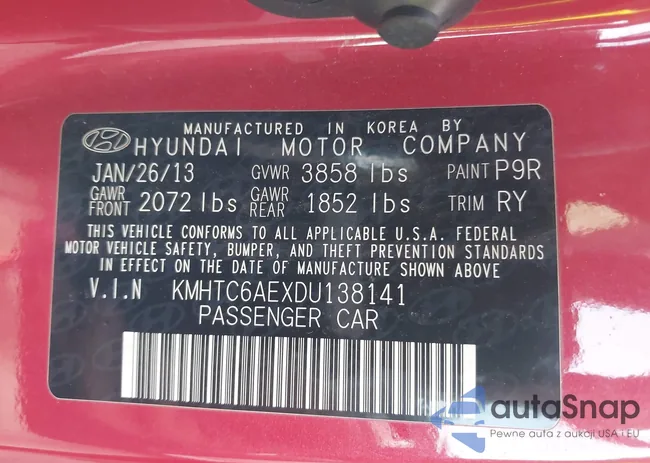 MANUFACTURED IN KOREA BY
HYUNDAI MOTOR COMPANY
JAN/26/13 GVWR 3858 lbs PAINT P9R
GAWR FRONT 2072 lbs GAWR REAR 1852 lbs TRIM RY
THIS VEHICLE CONFORMS TO ALL APPLICABLE U.S.A. FEDERAL
MOTOR VEHICLE SAFETY, BUMPER, AND THEFT PREVENTION STANDARDS
IN EFFECT ON THE DATE OF MANUFACTURE SHOWN ABOVE
V.I.N KMHTC6AEXDU138141
PASSENGER CAR
autaSnap
Pewne auta z aukcji USA i EU